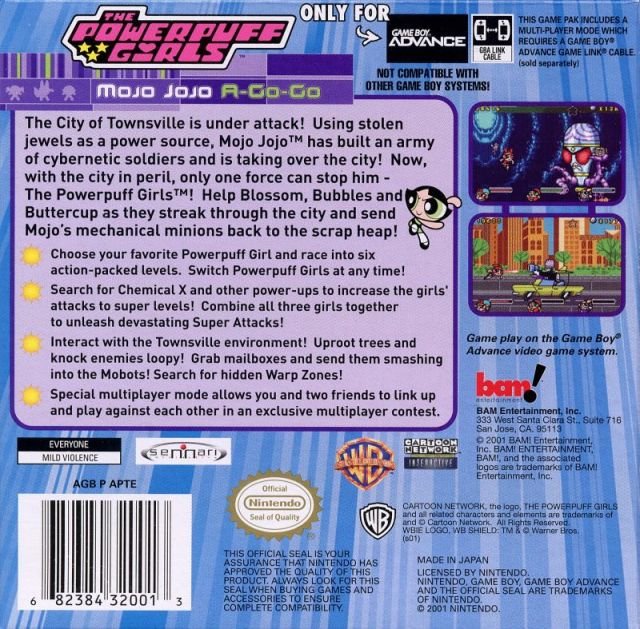 THE
POWERPUFF
GIRLS™
ONLY FOR
GAME BOY
ADVANCE
GBA LINK
CABLE
NOT COMPATIBLE WITH
OTHER GAME BOY SYSTEMS!
THIS GAME PAK INCLUDES A
MULTI-PLAYER MODE WHICH
REQUIRES A GAME BOY®
ADVANCE GAME LINK® CABLE.
(sold separately)
MoJo JoJo A-Go-Go
The City of Townsville is under attack! Using stolen
jewels as a power source, Mojo Jojo™ has built an army
of cybernetic soldiers and is taking over the city! Now,
with the city in peril, only one force can stop him -
The Powerpuff Girls™! Help Blossom, Bubbles and
Buttercup as they streak through the city and send
Mojo's mechanical minions back to the scrap heap!
Choose your favorite Powerpuff Girl and race into six
action-packed levels. Switch Powerpuff Girls at any time!
Search for Chemical X and other power-ups to increase the girls'
attacks to super levels! Combine all three girls together
to unleash devastating Super Attacks!
Interact with the Townsville environment! Uproot trees and
knock enemies loopy! Grab mailboxes and send them smashing
into the Mobots! Search for hidden Warp Zones!
Special multiplayer mode allows you and two friends to link up
and play against each other in an exclusive multiplayer contest.
Game play on the Game Boy®
Advance video game system.
bam!
entertainment
BAM Entertainment, Inc.
333 West Santa Clara St., Suite 716
San Jose, CA. 95113
© 2001 BAM! Entertainment,
Inc. BAM! ENTERTAINMENT,
BAM!, and the associated
logos are trademarks of BAM!
Entertainment, Inc.
EVERYONE
MILD VIOLENCE
sennari
AGB P APTE
6 82384 32001 3
Official
Nintendo
Seal of Quality
THIS OFFICIAL SEAL IS YOUR
ASSURANCE THAT NINTENDO HAS
APPROVED THE QUALITY OF THIS
PRODUCT. ALWAYS LOOK FOR THIS
SEAL WHEN BUYING GAMES AND
ACCESSORIES TO ENSURE
COMPLETE COMPATIBILITY.
CARTOON
NETWORK
INTERACTIVE
WB
CARTOON NETWORK, the logo, THE POWERPUFF GIRLS
and all related characters and elements are trademarks of
and © Cartoon Network. All Rights Reserved.
WBIE LOGO, WB SHIELD: TM & © Warner Bros.
(s01)
MADE IN JAPAN
LICENSED BY NINTENDO.
NINTENDO, GAME BOY, GAME BOY ADVANCE
AND THE OFFICIAL SEAL ARE TRADEMARKS
OF NINTENDO.
© 2001 NINTENDO.